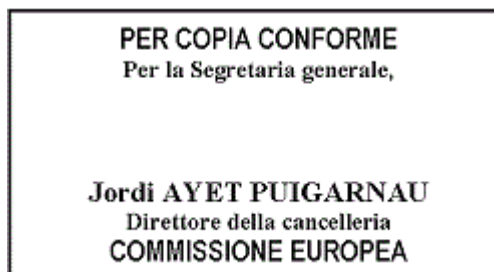 PER COPIA CONFORME
Per la Segretaria generale,
Jordi AYET PUIGARNAU
Direttore della cancelleria
COMMISSIONE EUROPEA